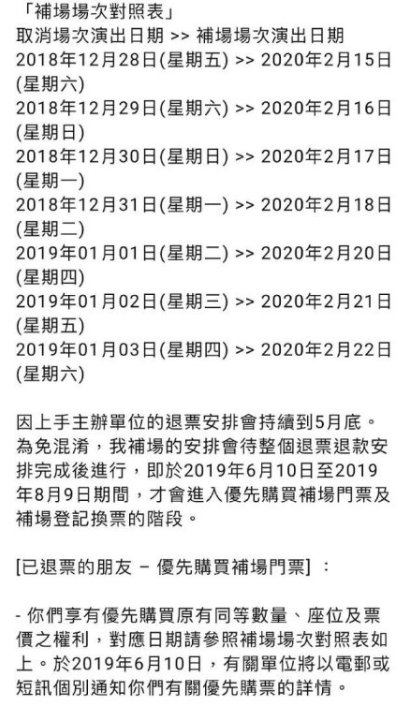 「補場場次對照表」
取消場次演出日期 >> 補場場次演出日期
2018年12月28日(星期五) >> 2020年2月15日
(星期六)
2018年12月29日(星期六) >> 2020年2月16日
(星期日)
2018年12月30日(星期日) >> 2020年2月17日
(星期一)
2018年12月31日(星期一) >> 2020年2月18日
(星期二)
2019年01月01日(星期二) >> 2020年2月20日
(星期四)
2019年01月02日(星期三) >> 2020年2月21日
(星期五)
2019年01月03日(星期四) >> 2020年2月22日
(星期六)
因上手主辦單位的退票安排會持續到5月底。
為免混淆，我補場的安排會待整個退票退款安
排完成後進行，即於2019年6月10日至2019
年8月9日期間，才會進入優先購買補場門票及
補場登記換票的階段。
[已退票的朋友 – 優先購買補場門票] ：
- 你們享有優先購買原有同等數量、座位及票
價之權利，對應日期請參照補場場次對照表如
上。於2019年6月10日，有關單位將以電郵或
短訊個別通知你們有關優先購票的詳情。